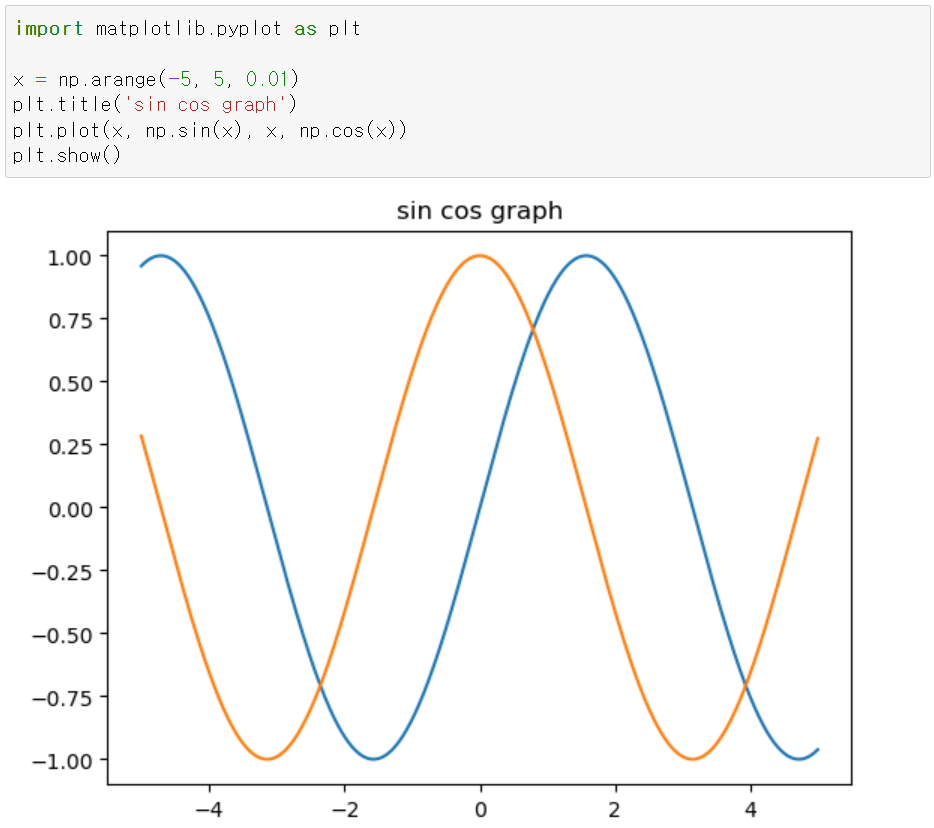 import matplotlib.pyplot as plt
x = np.arange(-5, 5, 0.01)
plt.title('sin cos graph')
plt.plot(x, np.sin(x), x, np.cos(x))
plt.show()
sin cos graph
1.00
0.75
0.50
0.25
0.00
−0.25
−0.50
−0.75
−1.00
−4 −2 0 2 4